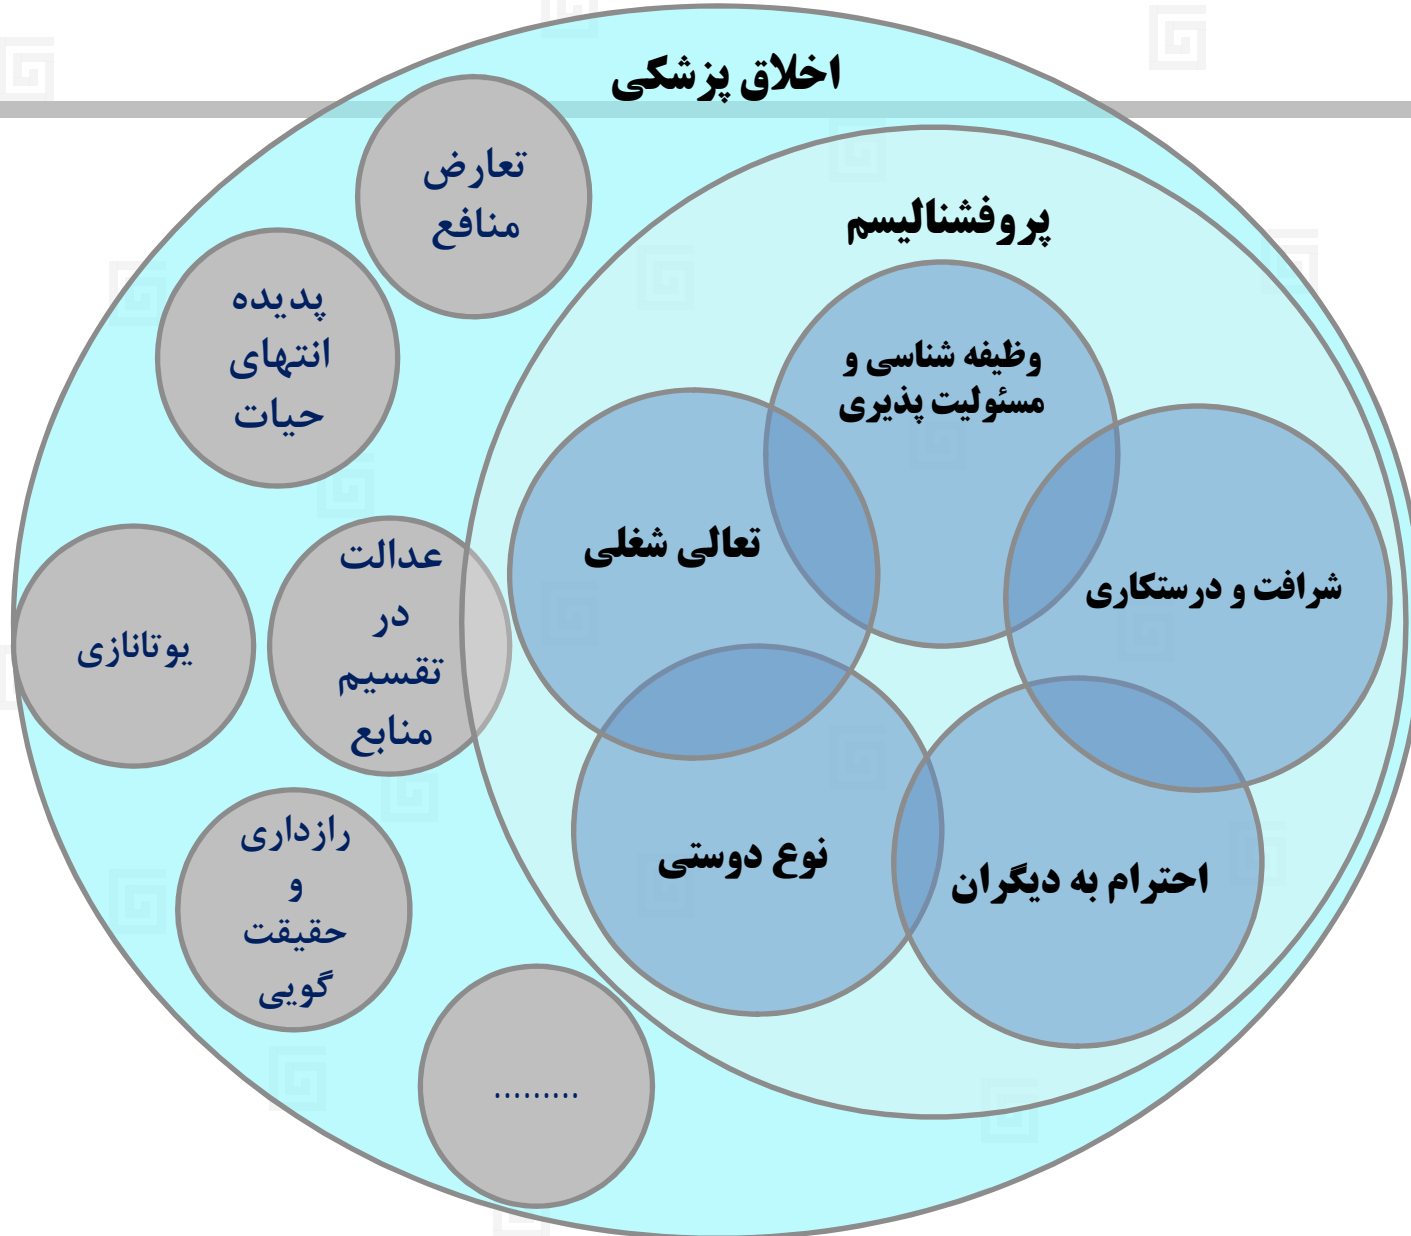 اخلاق پزشکی
پروفشنالیسم
وظیفه شناسی و
مسئولیت پذیری
شرافت و درستکاری
تعالی شغلی
احترام به دیگران
نوع دوستی
تعارض
منافع
پدیده
انتهای
حیات
عدالت
در
تقسیم
منابع
یوتانازی
رازداری
و
حقیقت
گویی
.........